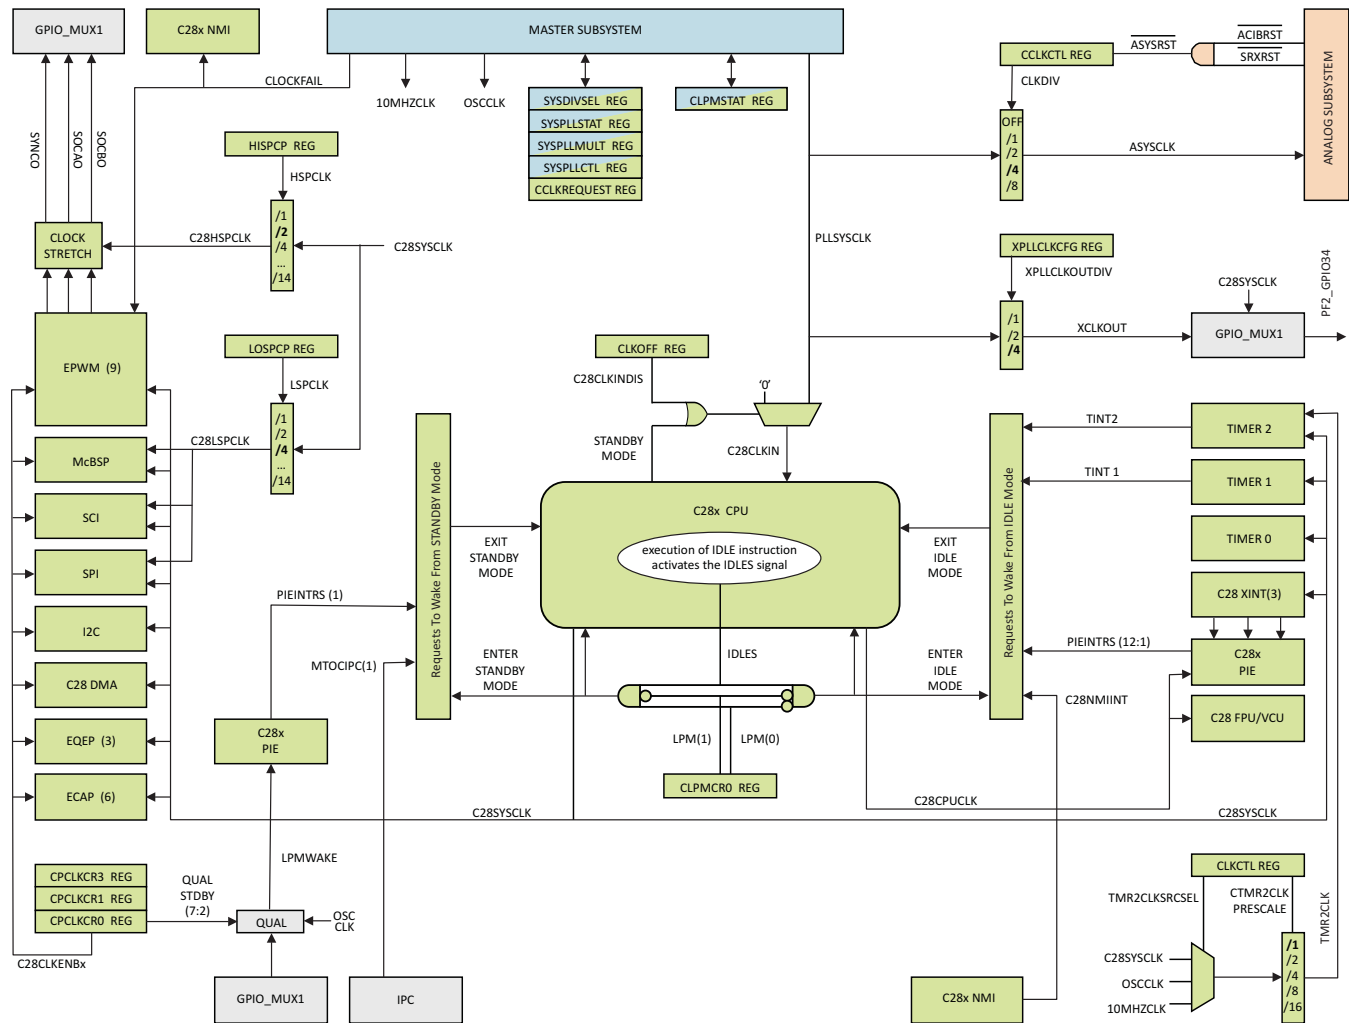 GPIO_MUX1
C28x NMI
MASTER SUBSYSTEM
CLOCKFAIL
10MHZCLK
OSCCLK
SYSDIVSEL REG
SYSPLLSTAT REG
SYSPLLMULT REG
SYSPLLCTL REG
CCLKREQUEST REG
CLPMSTAT REG
CCLKCTL REG
ASYSRST
ACIBRST
SRXRST
CLKDIV
OFF
/1
/2
/4
/8
ASYSCLK
ANALOG SUBSYSTEM
SYNCO
SOCAO
SOCBO
HISPCP REG
HSPCLK
/1
/2
/4
...
/14
CLOCK
STRETCH
C28HSPCLK
C28SYSCLK
PLLSYSCLK
XPLLCLKCFG REG
XPLLCLKOUTDIV
/1
/2
/4
XCLKOUT
C28SYSCLK
GPIO_MUX1
PF2_GPIO34
EPWM (9)
LOSPCP REG
LSPCLK
/1
/2
/4
...
/14
C28LSPCLK
CLKOFF REG
C28CLKINDIS
'0'
STANDBY
MODE
C28CLKIN
McBSP
SCI
SPI
I2C
C28 DMA
EQEP (3)
ECAP (6)
Requests To Wake From STANDBY Mode
EXIT
STANDBY
MODE
C28x CPU
execution of IDLE instruction
activates the IDLES signal
EXIT
IDLE
MODE
Requests To Wake From IDLE Mode
TINT2
TIMER 2
TINT 1
TIMER 1
TIMER 0
C28 XINT(3)
PIEINTRS (12:1)
C28x
PIE
C28NMIINT
C28 FPU/VCU
PIEINTRS (1)
MTOCIPC(1)
ENTER
STANDBY
MODE
IDLES
ENTER
IDLE
MODE
LPM(1)
LPM(0)
CLPMCR0 REG
C28x
PIE
C28SYSCLK
C28CPUCLK
C28SYSCLK
LPMWAKE
CPCLKCR3 REG
CPCLKCR1 REG
CPCLKCR0 REG
QUAL
STDBY
(7:2)
QUAL
OSC
CLK
C28CLKENBx
GPIO_MUX1
IPC
C28x NMI
CLKCTL REG
TMR2CLKSRCSEL
CTMR2CLK
PRESCALE
TMR2CLK
C28SYSCLK
OSCCLK
10MHZCLK
/1
/2
/4
/8
/16